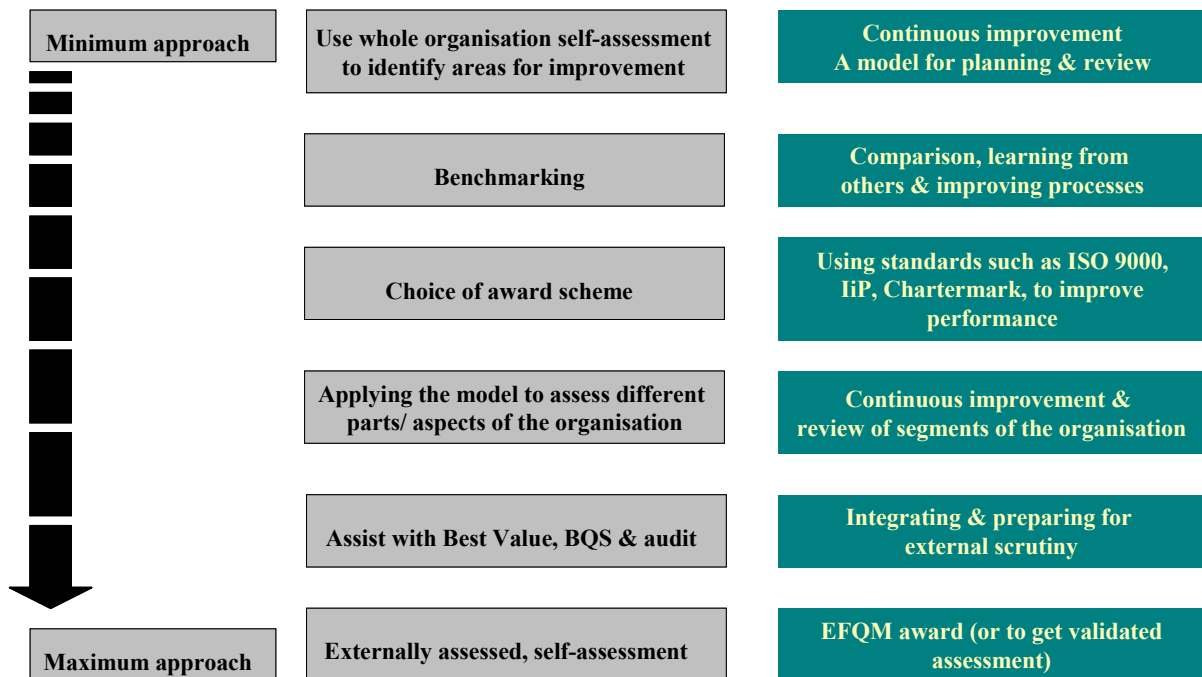 Minimum approach
Use whole organisation self-assessment
to identify areas for improvement
Continuous improvement
A model for planning & review
Benchmarking
Comparison, learning from
others & improving processes
Choice of award scheme
Using standards such as ISO 9000,
IiP, Chartermark, to improve
performance
Applying the model to assess different
parts/ aspects of the organisation
Continuous improvement &
review of segments of the organisation
Assist with Best Value, BQS & audit
Integrating & preparing for
external scrutiny
Maximum approach
Externally assessed, self-assessment
EFQM award (or to get validated
assessment)